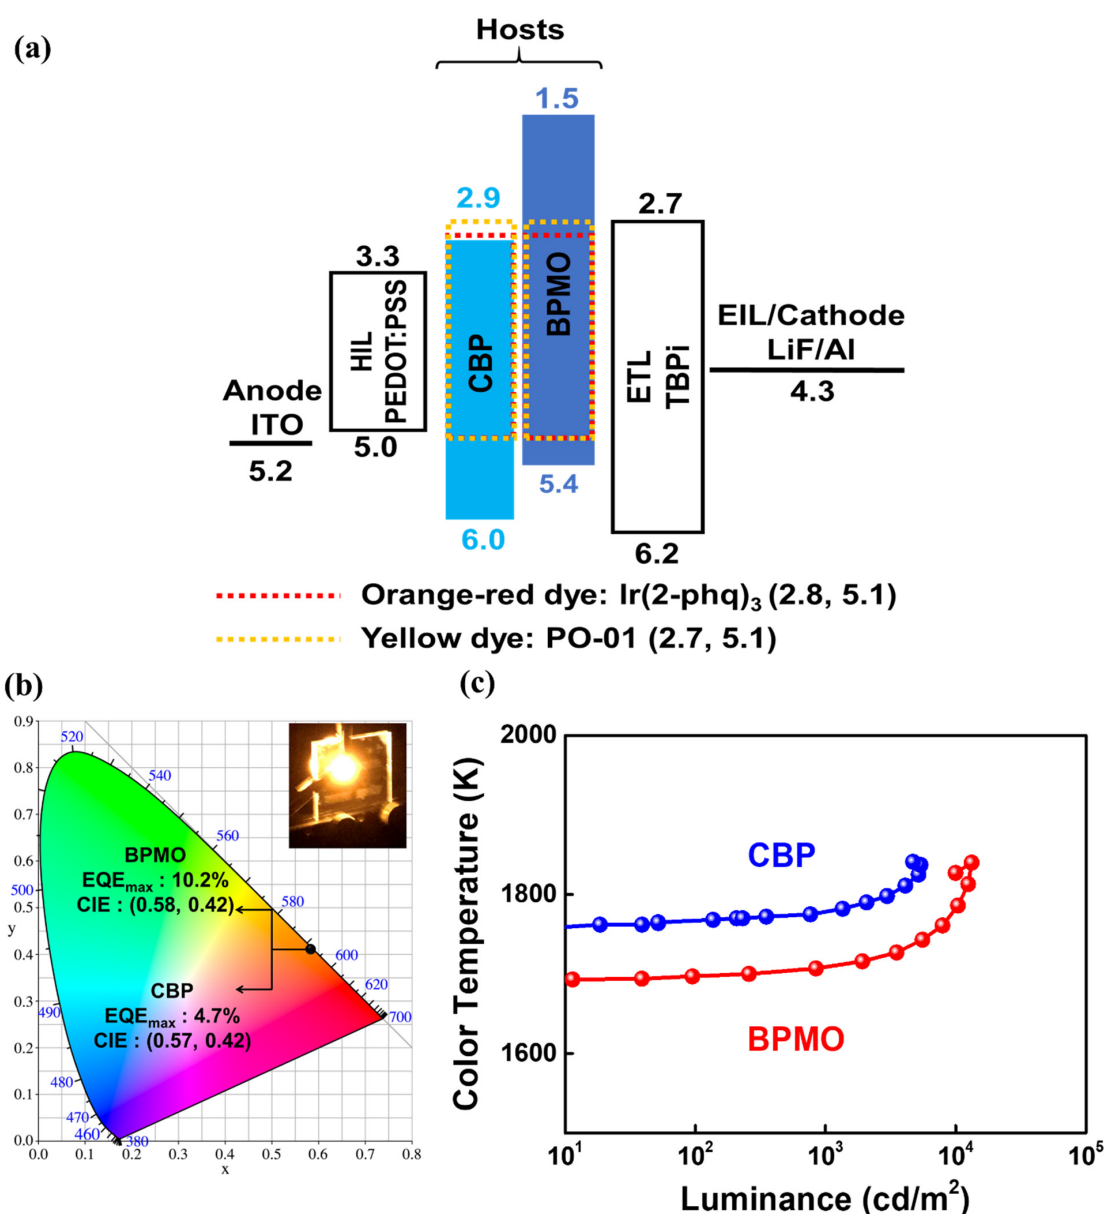 (a)
Hosts
1.5
2.9
2.7
3.3
HIL
PEDOT:PSS
CBP
BPMO
ETL
TBPi
EIL/Cathode
LiF/Al
4.3
Anode
ITO
5.2
5.0
5.4
6.0
6.2
Orange-red dye: Ir(2-phq)₃ (2.8, 5.1)
Yellow dye: PO-01 (2.7, 5.1)
(b)
0.9
0.8
0.7
0.6
0.5
y
0.4
0.3
0.2
0.1
0.0
0.0 0.1 0.2 0.3 0.4 0.5 0.6 0.7 0.8
x
520
540
560
580
600
620
700
500
490
480
470
460
380
BPMO
EQEmax : 10.2%
CIE : (0.58, 0.42)
CBP
EQEmax : 4.7%
CIE : (0.57, 0.42)
(c)
Color Temperature (K)
2000
1800
1600
CBP
BPMO
10¹ 10² 10³ 10⁴ 10⁵
Luminance (cd/m²)